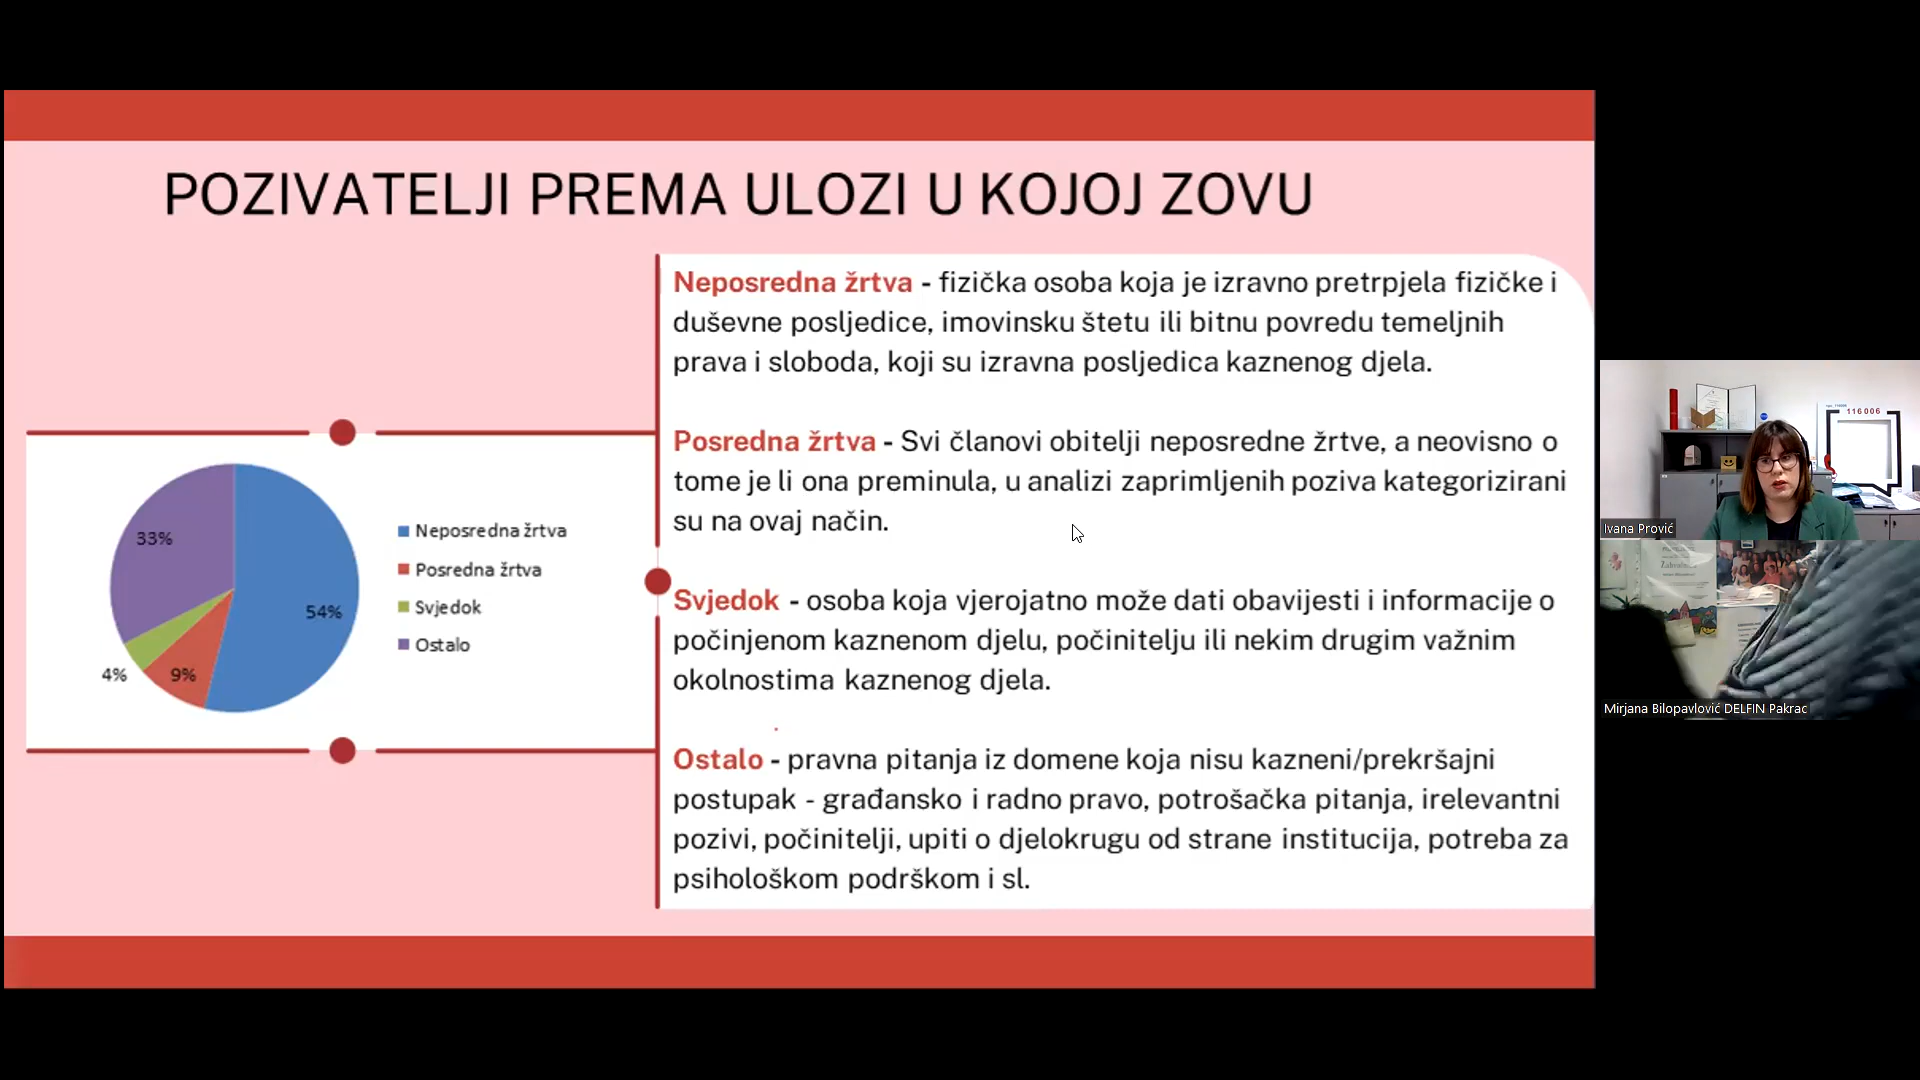 POZIVATELJI PREMA ULOZI U KOJOJ ZOVU
Neposredna žrtva - fizička osoba koja je izravno pretrpjela fizičke i
duševne posljedice, imovinsku štetu ili bitnu povredu temeljnih
prava i sloboda, koji su izravna posljedica kaznenog djela.
Posredna žrtva - Svi članovi obitelji neposredne žrtve, a neovisno o
tome je li ona preminula, u analizi zaprimljenih poziva kategorizirani
su na ovaj način.
Svjedok - osoba koja vjerojatno može dati obavijesti i informacije o
počinjenom kaznenom djelu, počinitelju ili nekim drugim važnim
okolnostima kaznenog djela.
Ostalo - pravna pitanja iz domene koja nisu kazneni/prekršajni
postupak - građansko i radno pravo, potrošačka pitanja, irelevantni
pozivi, počinitelji, upiti o djelokrugu od strane institucija, potreba za
psihološkom podrškom i sl.
33%
54%
4%
9%
Neposredna žrtva
Posredna žrtva
Svjedok
Ostalo
116 006
Ivana Prović
Mirjana Bilopavlović DELFIN Pakrac